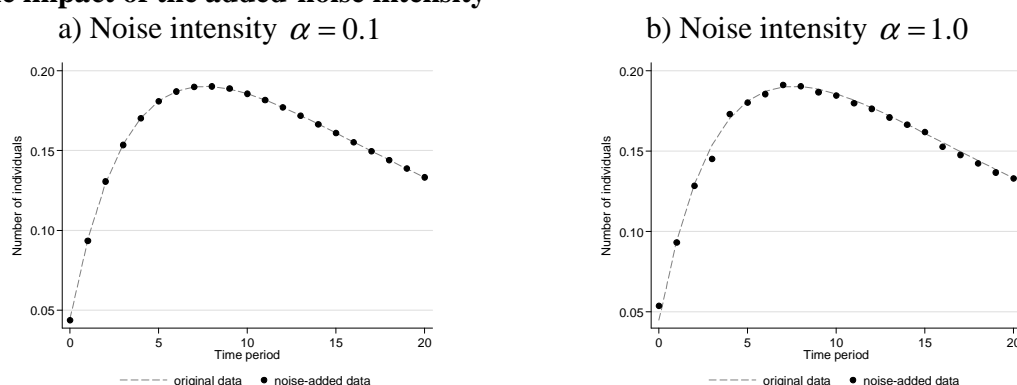 impact of the added-noise intensity
a) Noise intensity α = 0.1
b) Noise intensity α = 1.0
0.20
0.15
0.10
0.05
Number of individuals
0 5 10 15 20
Time period
original data noise-added data
0.20
0.15
0.10
0.05
Number of individuals
0 5 10 15 20
Time period
original data noise-added data